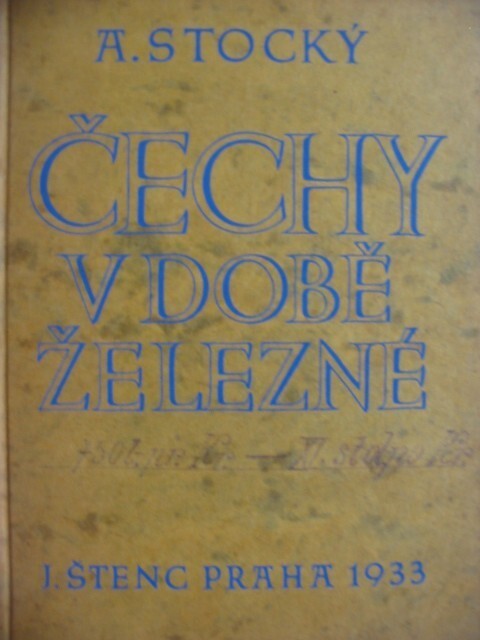 A. STOCKÝ
ČECHY
V DOBĚ
ŽELEZNÉ
J. ŠTENC PRAHA 1933